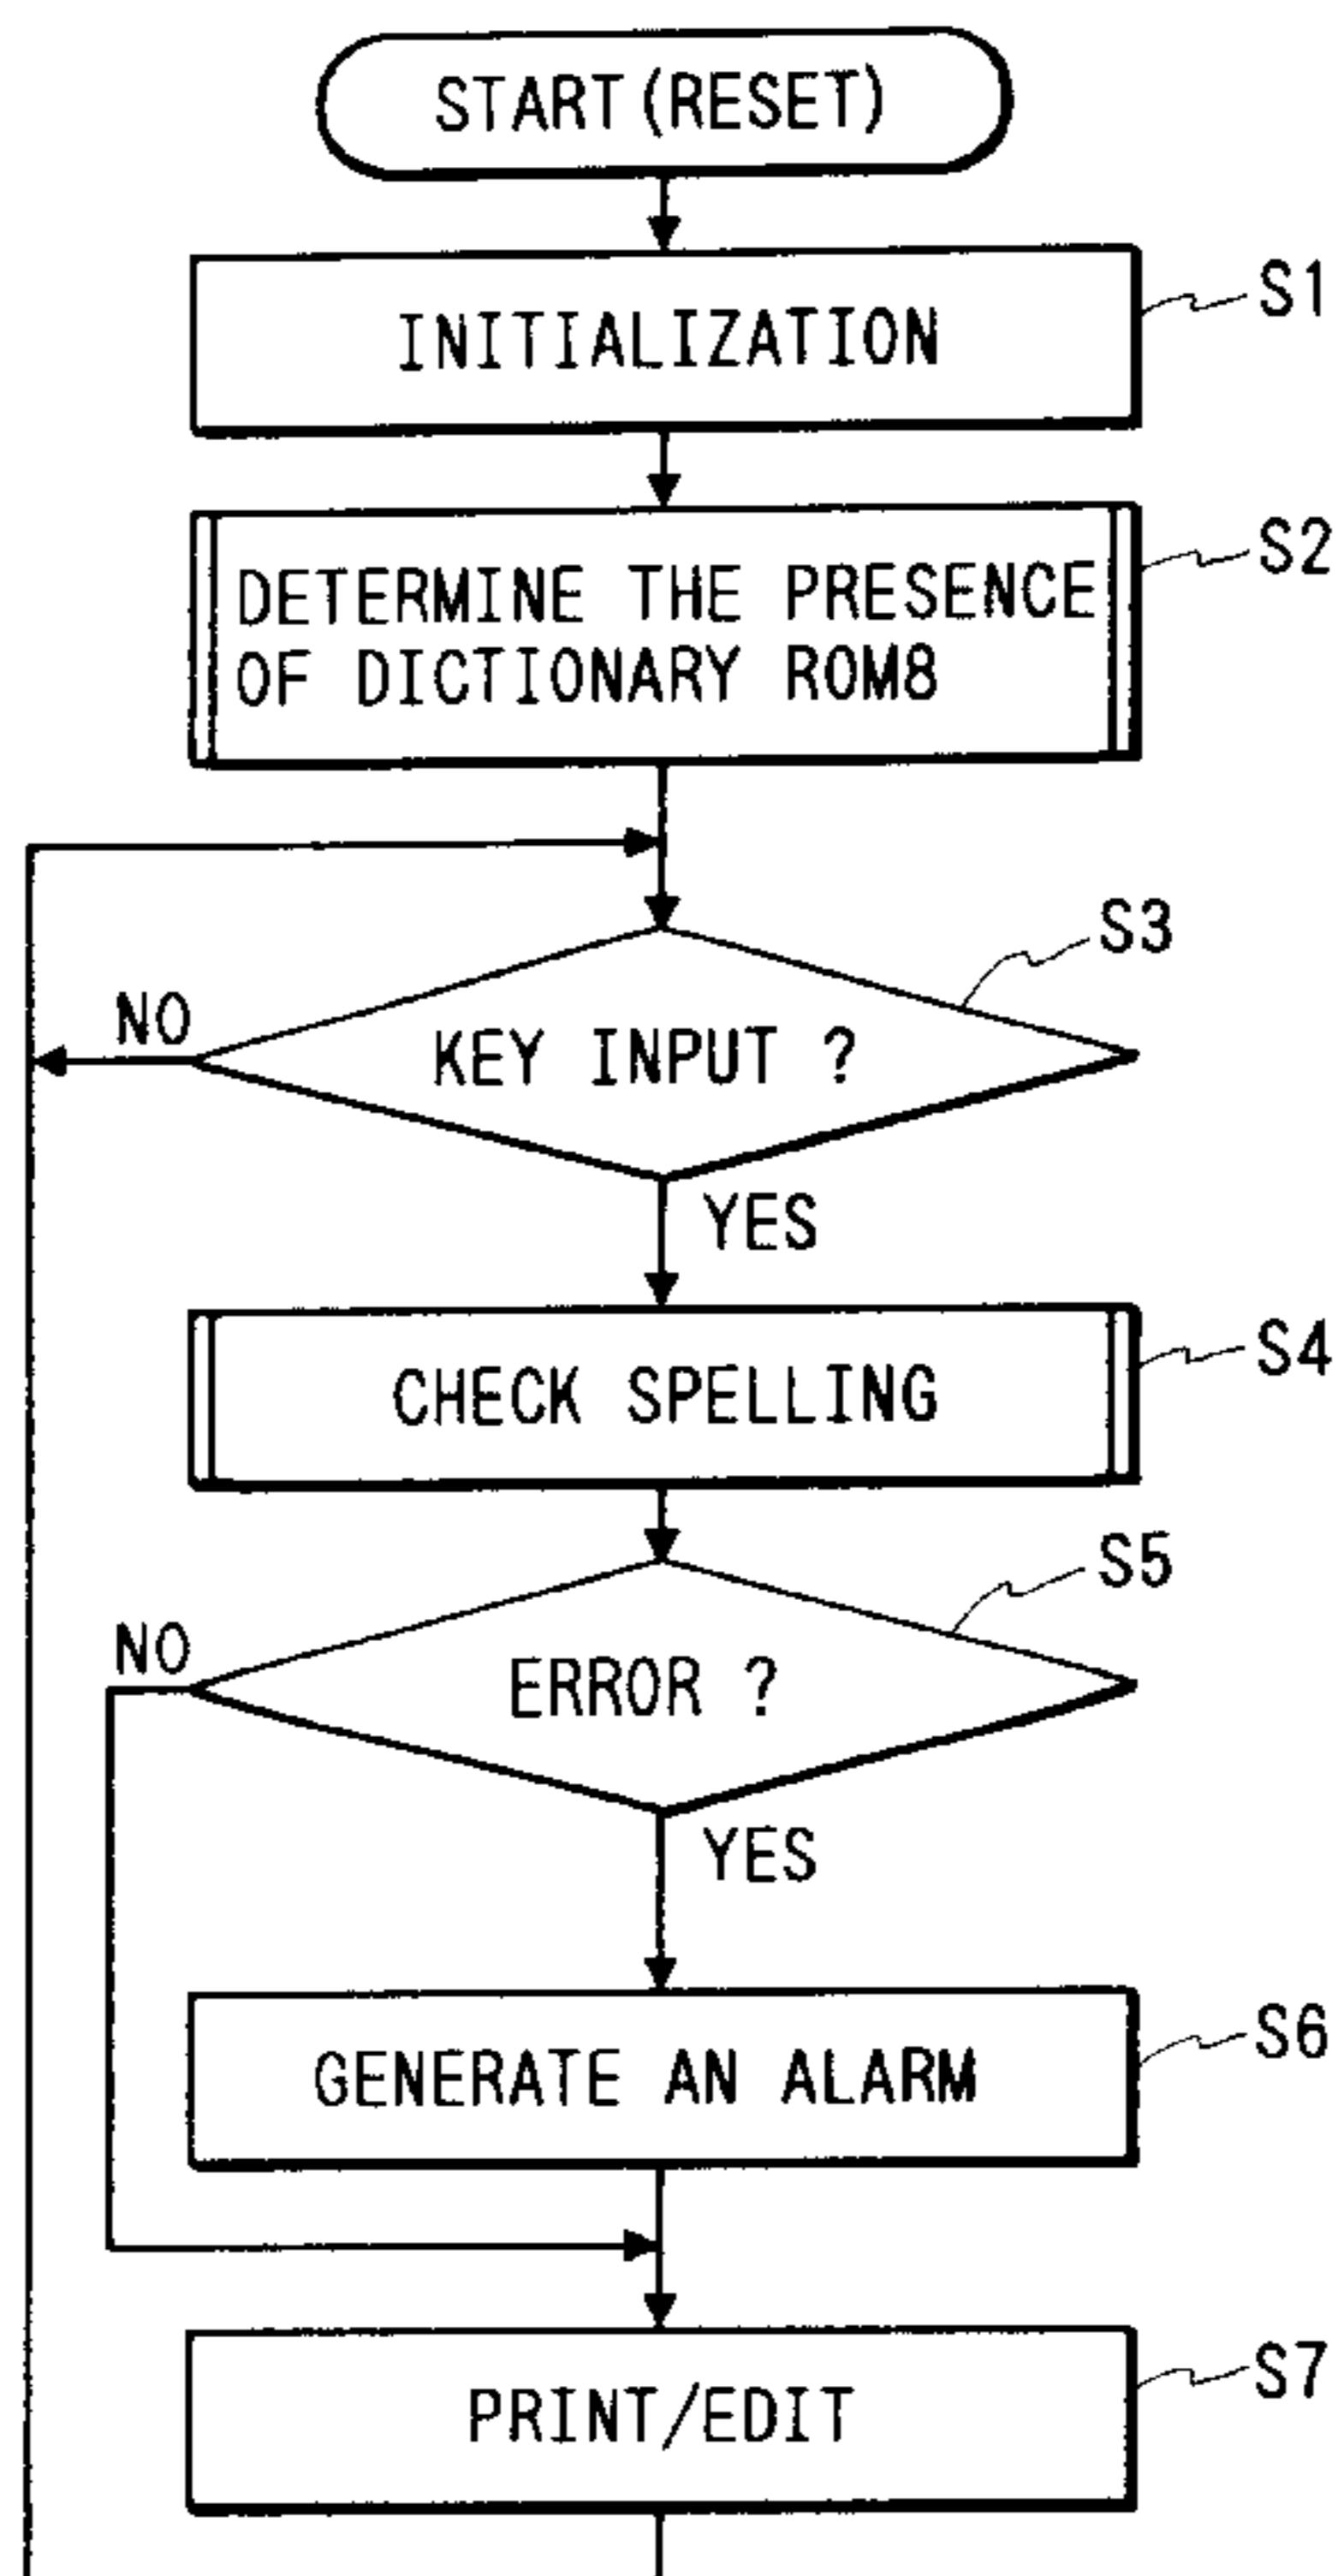 START(RESET)
INITIALIZATION
S1
DETERMINE THE PRESENCE
OF DICTIONARY ROM8
S2
S3
NO
KEY INPUT ?
YES
CHECK SPELLING
S4
S5
NO
ERROR ?
YES
GENERATE AN ALARM
S6
PRINT/EDIT
S7